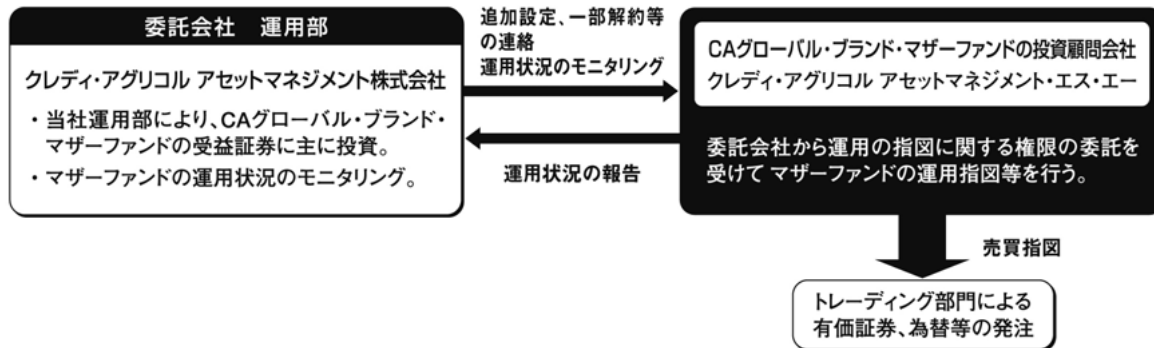 委託会社　運用部
クレディ・アグリコル アセットマネジメント株式会社
・当社運用部により、CAグローバル・ブランド・
マザーファンドの受益証券に主に投資。
・マザーファンドの運用状況のモニタリング。
追加設定、一部解約等
の連絡
運用状況のモニタリング
運用状況の報告
CAグローバル・ブランド・マザーファンドの投資顧問会社
クレディ・アグリコル アセットマネジメント・エス・エー
委託会社から運用の指図に関する権限の委託を
受けて マザーファンドの運用指図等を行う。
売買指図
トレーディング部門による
有価証券、為替等の発注